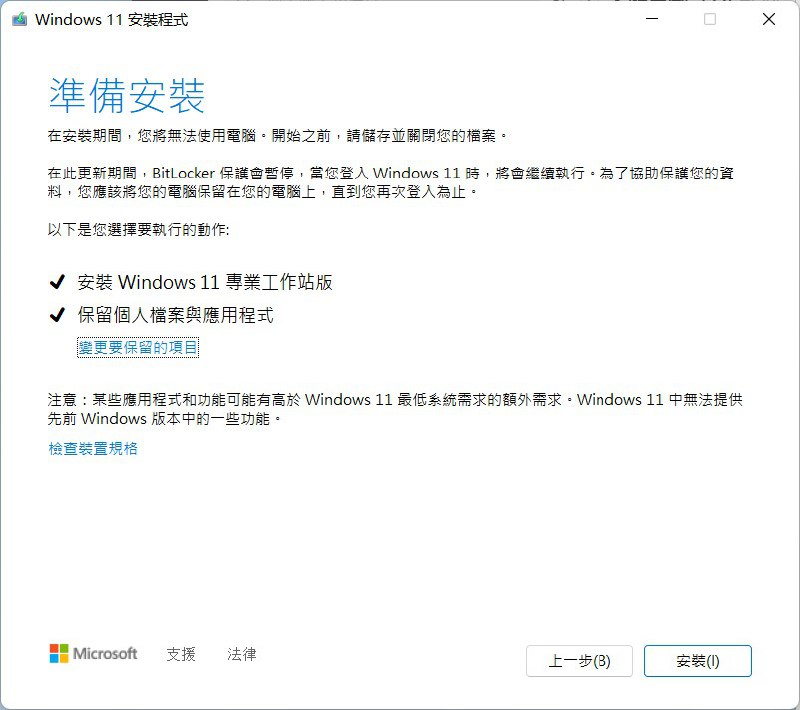 Windows 11 安裝程式
準備安裝
在安裝期間，您將無法使用電腦。開始之前，請儲存並關閉您的檔案。
在此更新期間，BitLocker 保護會暫停，當您登入 Windows 11 時，將會繼續執行。為了協助保護您的資
料，您應該將您的電腦保留在您的電腦上，直到您再次登入為止。
以下是您選擇要執行的動作:
安裝 Windows 11 專業工作站版
保留個人檔案與應用程式
變更要保留的項目
注意：某些應用程式和功能可能有高於 Windows 11 最低系統需求的額外需求。Windows 11 中無法提供
先前 Windows 版本中的一些功能。
檢查裝置規格
Microsoft 支援 法律
上一步(B) 安裝(I)